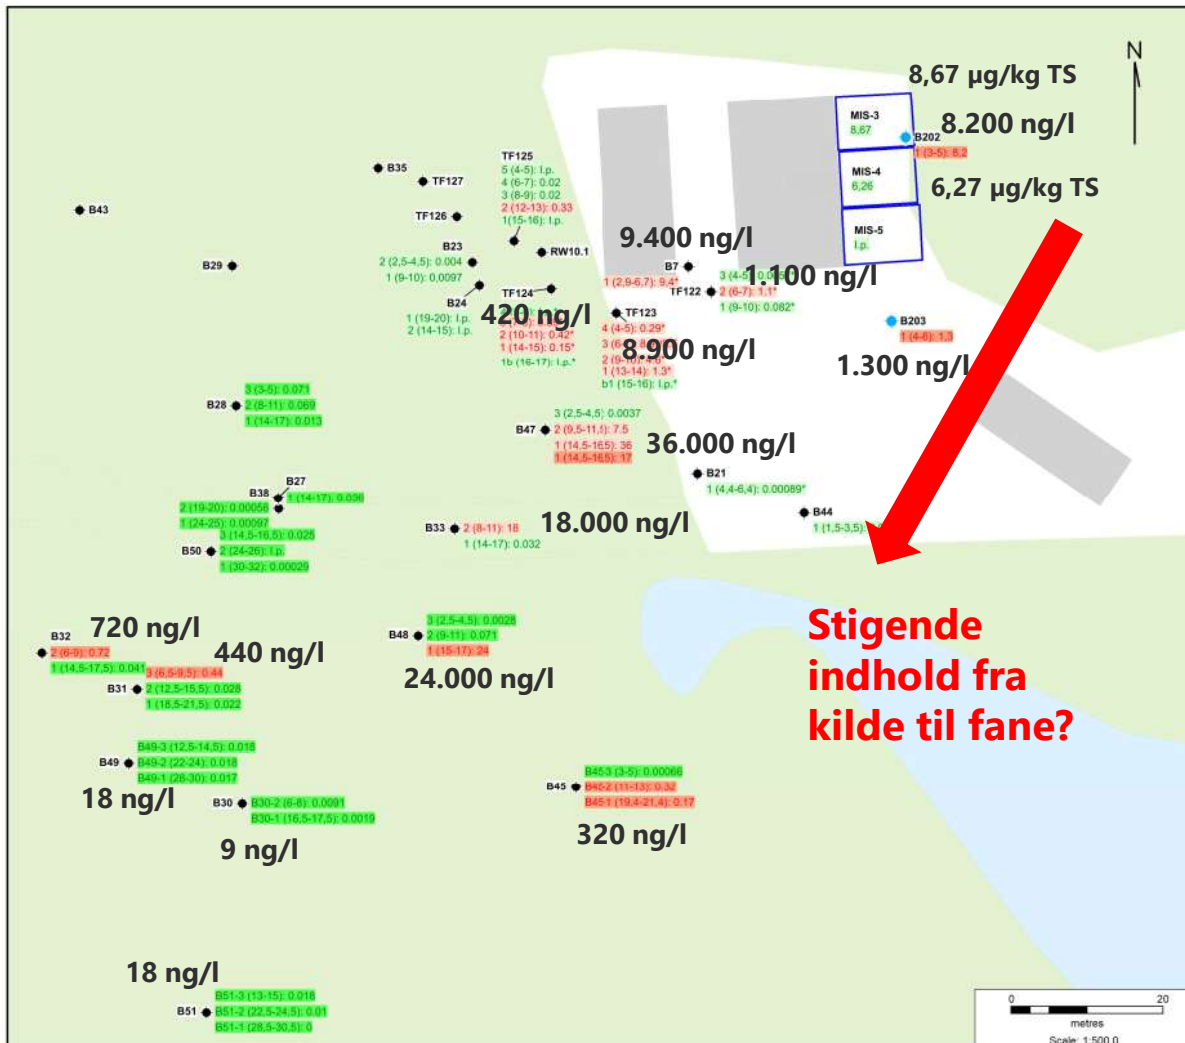 N
8,67 µg/kg TS
MIS-3
8,67
8.200 ng/l
B202
1 (3-5): 8,2
MIS-4
6,26
6,27 µg/kg TS
MIS-5
i.p.
TF125
5 (4-5): i.p.
4 (6-7): 0.02
3 (8-9): 0.02
2 (12-13): 0.33
1(15-16): i.p.
B35
TF127
B43
TF126
B29
RW10.1
B23
2 (2,5-4,5): 0.004
1 (9-10): 0,0097
B24
1 (19-20): i.p.
2 (14-15): i.p.
9.400 ng/l
B7
1 (2,9-6,7): 9,4*
1.100 ng/l
TF122
2 (6-7): 1,1*
1 (9-10): 0.082*
TF124
420 ng/l
2 (10-11): 0.42*
1 (14-15): 0.15*
1b (16-17): i.p.*
TF123
4 (4-5): 0.29*
8.900 ng/l
1 (13-14): 1.3*
b1 (15-16): i.p.*
B203
1 (4-6): 1,3
1.300 ng/l
B28
3 (3-5): 0.071
2 (8-11): 0.069
1 (14-17): 0.013
B47
3 (2,5-4,5): 0.0037
2 (9,5-11,5): 7.5
1 (14,5-16,5): 36
1 (14,5-16,5): 17
36.000 ng/l
B21
1 (4,4-6,4): 0.00089*
B44
1 (1,5-3,5):
B27
1 (14-17): 0.036
B38
2 (19-20): 0.00056
1 (24-25): 0.00097
B50
3 (14,5-16,5): 0.025
2 (24-26): i.p.
1 (30-32): 0.00029
B33
2 (8-11): 18
1 (14-17): 0.032
18.000 ng/l
Stigende
indhold fra
kilde til fane?
B32
720 ng/l
2 (6-9): 0.72
1 (14,5-17,5): 0.041
440 ng/l
B31
3 (6,5-9,5): 0.44
2 (12,5-15,5): 0.028
1 (18,5-21,5): 0.022
B48
3 (2,5-4,5): 0.0028
2 (9-11): 0.071
1 (15-17): 24
24.000 ng/l
B49
B49-3 (12,5-14,5): 0.018
B49-2 (22-24): 0.018
B49-1 (28-30): 0.017
18 ng/l
B30
B30-2 (6-8): 0.0091
B30-1 (16,5-17,5): 0.0019
9 ng/l
B45
B45-3 (3-5): 0.00066
B45-2 (11-13): 0.32
B45-1 (19,4-21,4): 0.17
320 ng/l
18 ng/l
B51
B51-3 (13-15): 0.018
B51-2 (22,5-24,5): 0.01
B51-1 (28,5-30,5): 0
0 20
metres
Scale: 1:500,0